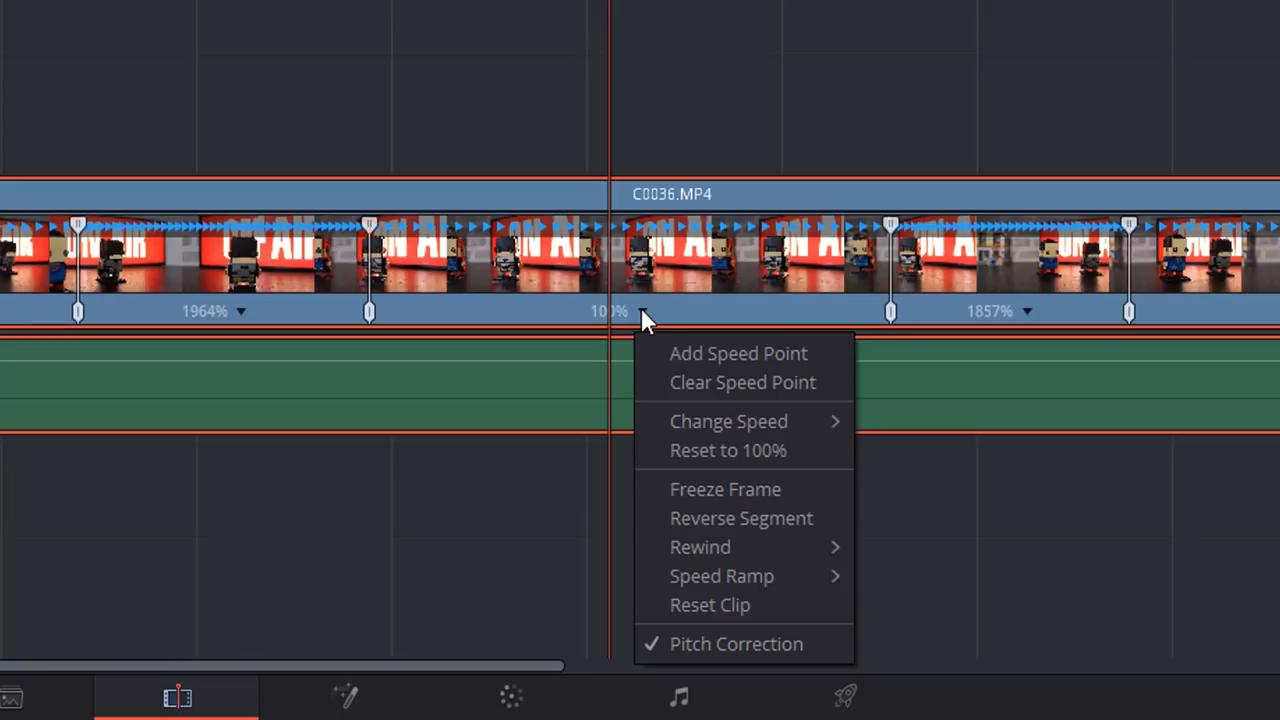 C0036.MP4
1964%
100%
1857%
Add Speed Point
Clear Speed Point
Change Speed
Reset to 100%
Freeze Frame
Reverse Segment
Rewind
Speed Ramp
Reset Clip
Pitch Correction